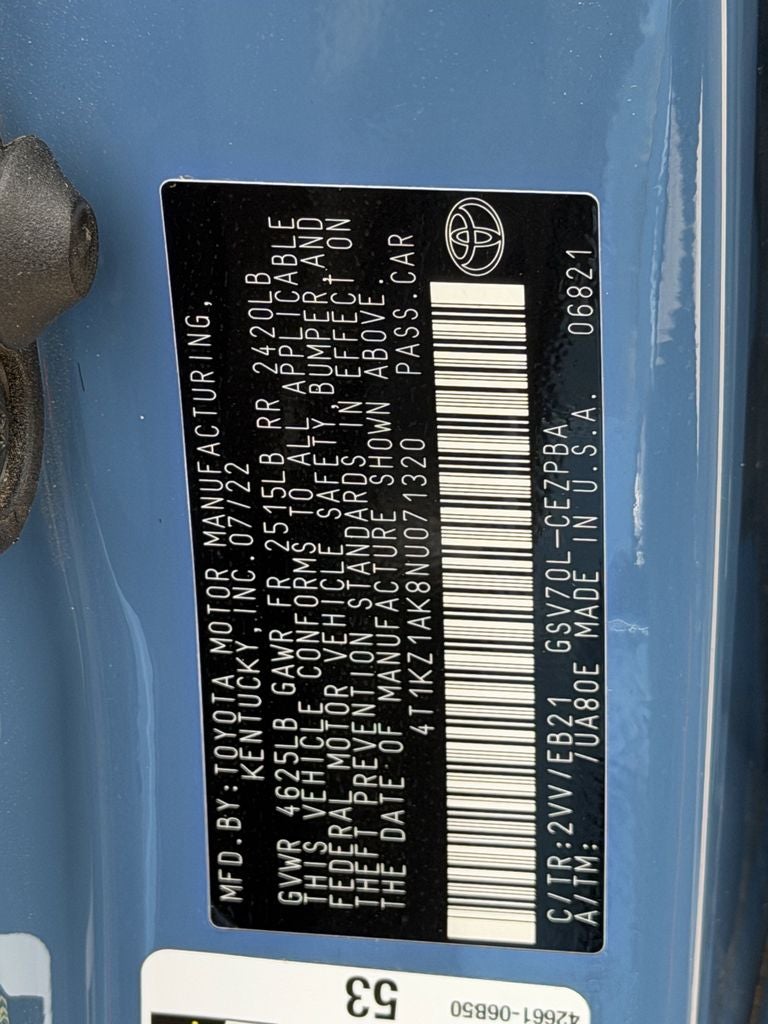 MFD.BY:TOYOTA MOTOR MANUFACTURING,
KENTUCKY, INC.07/22
GVWR 4625LB GAWR FR 2515LB RR 2420LB
THIS VEHICLE CONFORMS TO ALL APPLICABLE
FEDERAL MOTOR VEHICLE SAFETY, BUMPER, AND
THEFT PREVENTION STANDARDS IN EFFECT ON
THE DATE OF MANUFACTURE SHOWN ABOVE.
4T1KZ1AK8NU071320 PASS.CAR
C/TR:2VV/EB21 GSV70L-CEZPBA 06821
A/TM: /UA80E MADE IN U.S.A.
53
42661-06B50